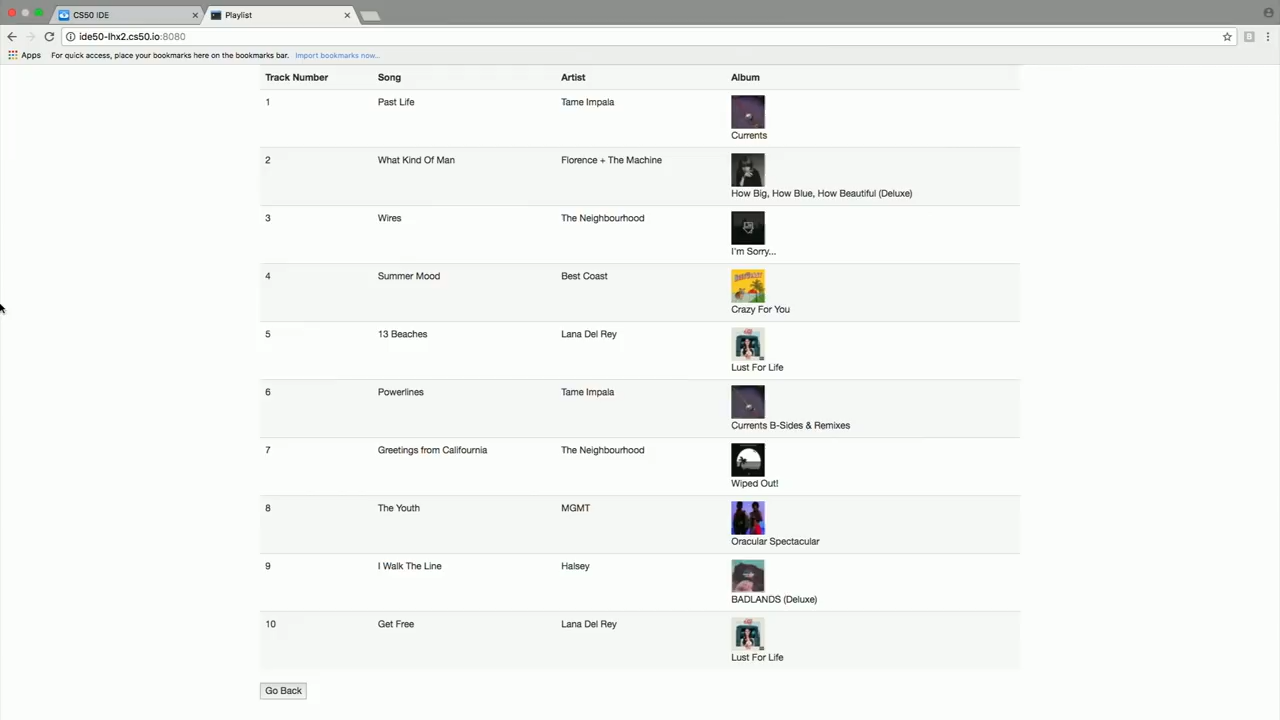 CS50 IDE
Playlist
ide50-lhx2.cs50.io:8080
Apps For quick access, place your bookmarks here on the bookmarks bar. Import bookmarks now...
Track Number Song Artist Album
1 Past Life Tame Impala
Currents
2 What Kind Of Man Florence + The Machine
How Big, How Blue, How Beautiful (Deluxe)
3 Wires The Neighbourhood
I'm Sorry...
4 Summer Mood Best Coast
Crazy For You
5 13 Beaches Lana Del Rey
Lust For Life
6 Powerlines Tame Impala
Currents B-Sides & Remixes
7 Greetings from Califournia The Neighbourhood
Wiped Out!
8 The Youth MGMT
Oracular Spectacular
9 I Walk The Line Halsey
BADLANDS (Deluxe)
10 Get Free Lana Del Rey
Lust For Life
Go Back